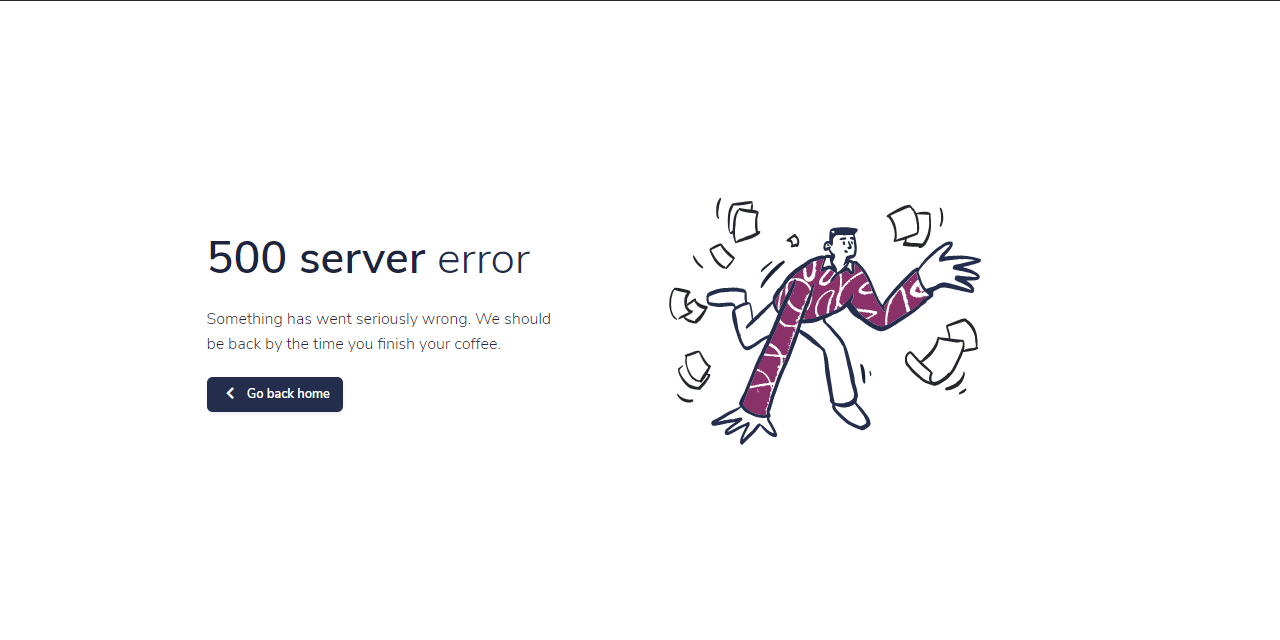 500 server error
Something has went seriously wrong. We should
be back by the time you finish your coffee.
Go back home